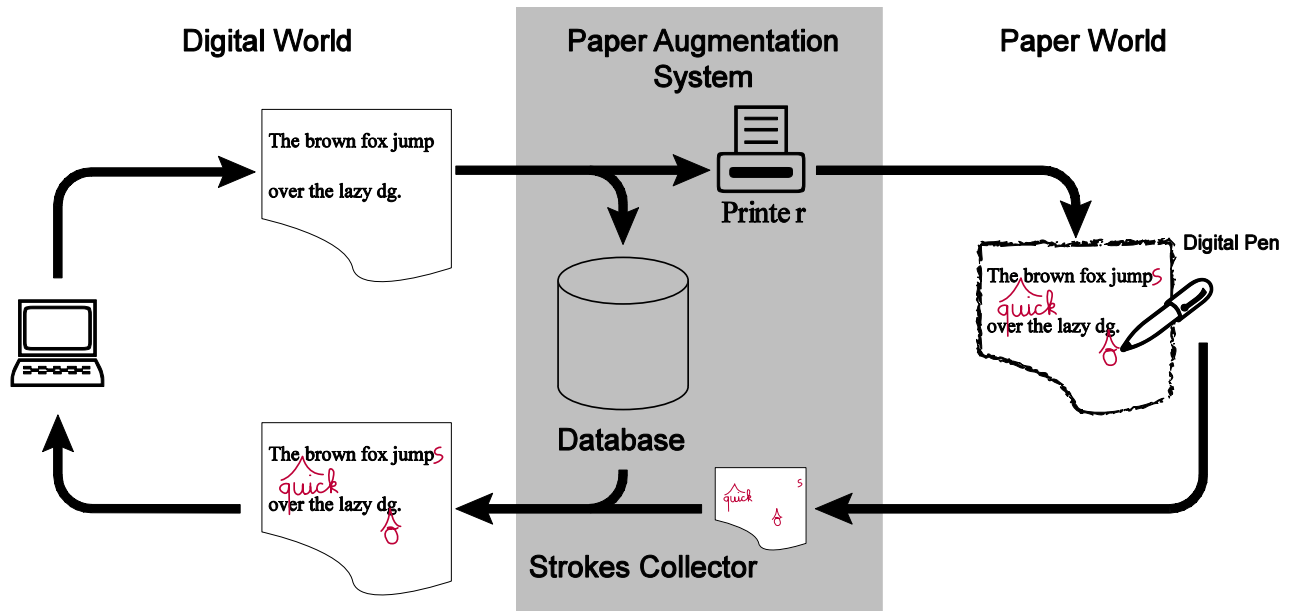 Digital World
Paper Augmentation
System
Paper World
The brown fox jump
over the lazy dg.
Printer
Digital Pen
The brown fox jumps
quick
over the lazy dg.
o
Database
The brown fox jumps
quick
over the lazy dg.
o
s
quick
o
Strokes Collector